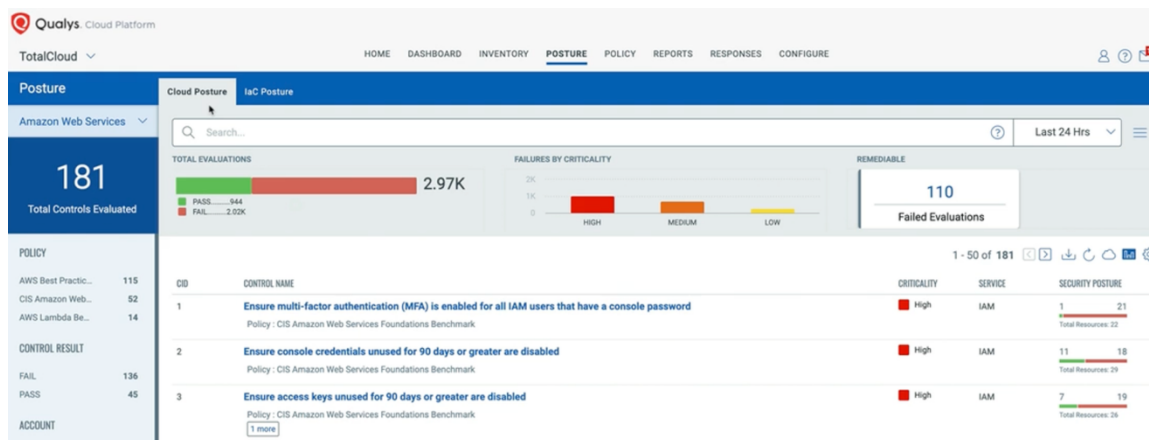 Qualys. Cloud Platform
TotalCloud
HOME DASHBOARD INVENTORY POSTURE POLICY REPORTS RESPONSES CONFIGURE
Posture
Cloud Posture IaC Posture
Amazon Web Services
Search...
Last 24 Hrs
181
Total Controls Evaluated
TOTAL EVALUATIONS
2.97K
PASS.........944
FAIL..........2.02K
FAILURES BY CRITICALITY
2K
1K
0
HIGH MEDIUM LOW
REMEDIABLE
110
Failed Evaluations
1 - 50 of 181
POLICY
AWS Best Practic... 115
CIS Amazon Web... 52
AWS Lambda Be... 14
CONTROL RESULT
FAIL 136
PASS 45
ACCOUNT
CID CONTROL NAME CRITICALITY SERVICE SECURITY POSTURE
1 Ensure multi-factor authentication (MFA) is enabled for all IAM users that have a console password High IAM 1 21
Policy : CIS Amazon Web Services Foundations Benchmark Total Resources: 22
2 Ensure console credentials unused for 90 days or greater are disabled High IAM 11 18
Policy : CIS Amazon Web Services Foundations Benchmark Total Resources: 29
3 Ensure access keys unused for 90 days or greater are disabled High IAM 7 19
Policy : CIS Amazon Web Services Foundations Benchmark Total Resources: 26
1 more